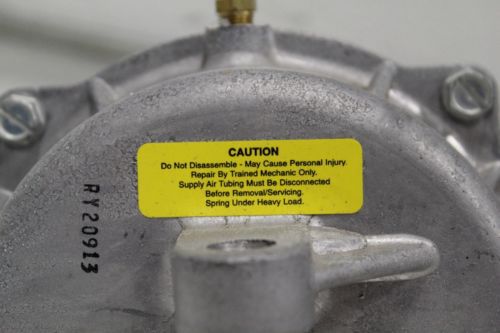 CAUTION
Do Not Disassemble - May Cause Personal Injury.
Repair By Trained Mechanic Only.
Supply Air Tubing Must Be Disconnected
Before Removal/Servicing.
Spring Under Heavy Load.
RY20913